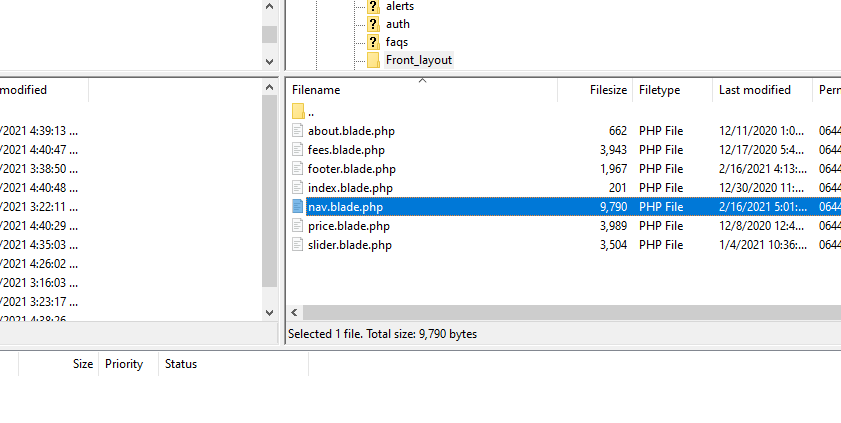 alerts
auth
faqs
Front_layout
modified
Filename Filesize Filetype Last modified Perm
..
/2021 4:39:13 ... about.blade.php 662 PHP File 12/11/2020 1:0... 0644
/2021 4:40:47 ... fees.blade.php 3,943 PHP File 12/17/2020 5:4... 0644
/2021 3:38:50 ... footer.blade.php 1,967 PHP File 2/16/2021 4:13:... 0644
/2021 4:40:48 ... index.blade.php 201 PHP File 12/30/2020 11:... 0644
/2021 3:22:11 ... nav.blade.php 9,790 PHP File 2/16/2021 5:01:... 0644
/2021 4:40:29 ... price.blade.php 3,989 PHP File 12/8/2020 12:4... 0644
/2021 4:35:03 ... slider.blade.php 3,504 PHP File 1/4/2021 10:36:... 0644
/2021 4:26:02 ...
/2021 3:16:03 ...
/2021 3:23:17 ...
/2021 4:38:26 ...
Selected 1 file. Total size: 9,790 bytes
Size Priority Status